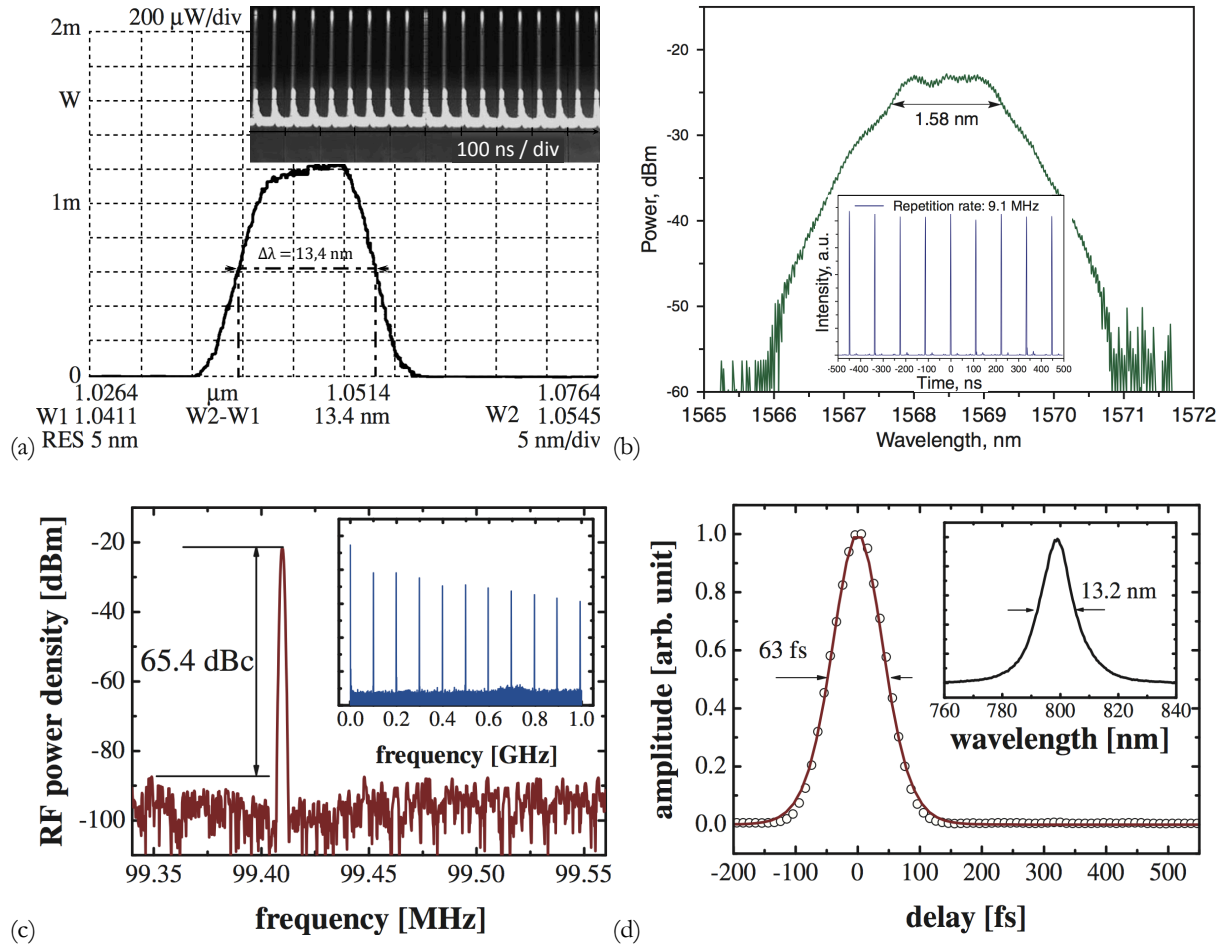 200 μW/div
2m
W
1m
0
100 ns / div
Δλ = 13,4 nm
1.0264 μm 1.0514 1.0764
W1 1.0411 W2-W1 13.4 nm W2 1.0545
RES 5 nm 5 nm/div
(a)
-20
-30
-40
-50
-60
Power, dBm
1.58 nm
Repetition rate: 9.1 MHz
Intensity, a.u.
-500 -400 -300 -200 -100 0 100 200 300 400 500
Time, ns
1565 1566 1567 1568 1569 1570 1571 1572
Wavelength, nm
(b)
RF power density [dBm]
-20
-40
-60
-80
-100
65.4 dBc
0.0 0.2 0.4 0.6 0.8 1.0
frequency [GHz]
99.35 99.40 99.45 99.50 99.55
frequency [MHz]
(c)
amplitude [arb. unit]
1.0
0.8
0.6
0.4
0.2
0.0
63 fs
13.2 nm
760 780 800 820 840
wavelength [nm]
-200 -100 0 100 200 300 400 500
delay [fs]
(d)